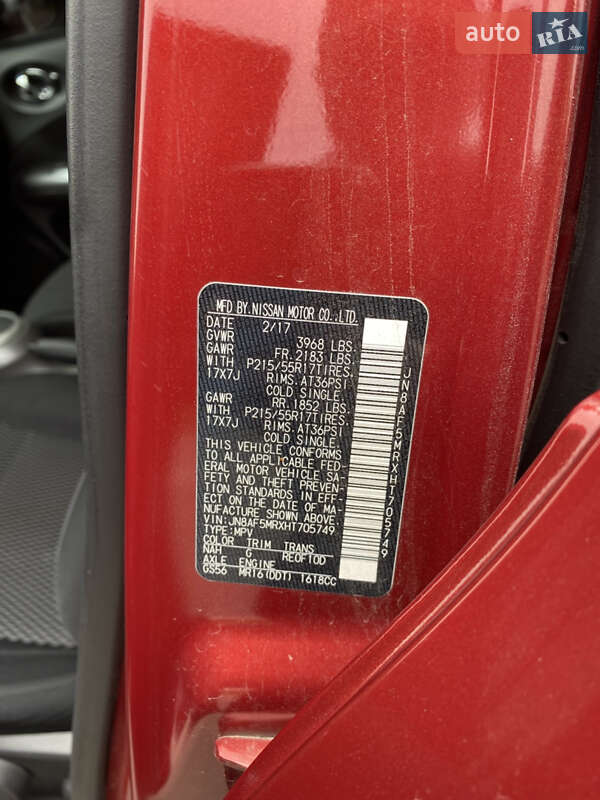 auto RIA.com
MFD BY NISSAN MOTOR CO.,LTD.
DATE 2/17
GVWR 3968 LBS.
GAWR FR. 2183 LBS.
WITH P215/55R17TIRES.
17X7J RIMS. AT36PSI
COLD SINGLE.
GAWR RR. 1852 LBS.
WITH P215/55R17TIRES.
17X7J RIMS. AT36PSI
COLD SINGLE.
THIS VEHICLE CONFORMS
TO ALL APPLICABLE FED-
ERAL MOTOR VEHICLE SA-
FETY AND THEFT PREVEN-
TION STANDARDS IN EFF-
ECT ON THE DATE OF MA-
NUFACTURE SHOWN ABOVE.
VIN: JN8AF5MRXHT705749
TYPE: MPV
COLOR TRIM TRANS
NAH G RE0F10D
AXLE ENGINE
GS56 MR16(DDT) 1618CC
JN8AF5MRXHT705749